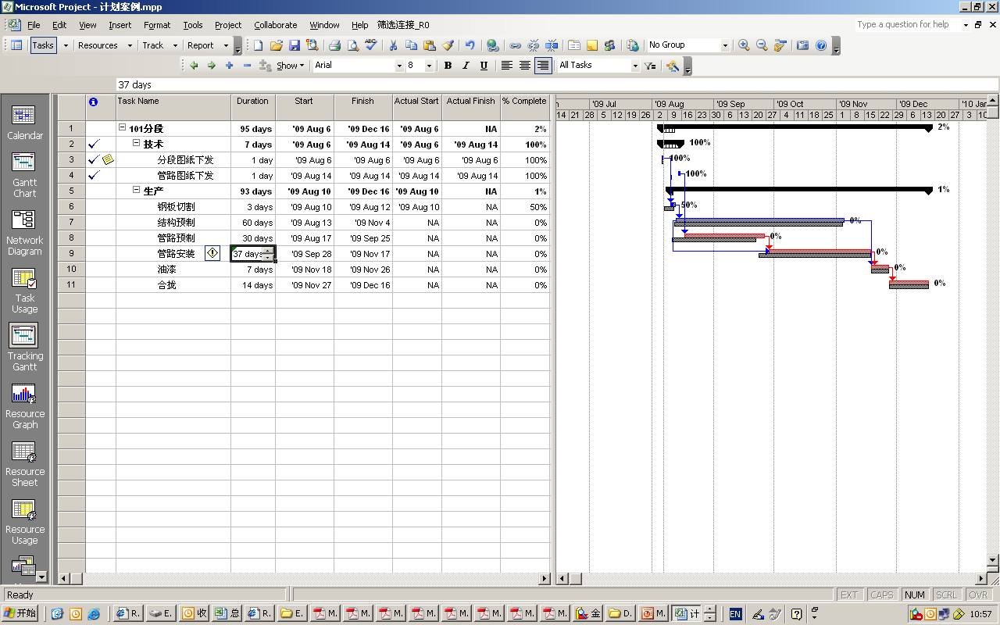 Microsoft Project - 计划案例.mpp
File Edit View Insert Format Tools Project Collaborate Window Help 筛选连接_R0 Type a question for help
Tasks Resources Track Report No Group
Show Arial 8 B I U All Tasks
37 days
Task Name Duration Start Finish Actual Start Actual Finish % Complete
'09 Jul '09 Aug '09 Sep '09 Oct '09 Nov '09 Dec '10 Jan
14 21 28 5 12 19 26 2 9 16 23 30 6 13 20 27 4 11 18 25 1 8 15 22 29 6 13 20 27 3 10
1 101分段 95 days '09 Aug 6 '09 Dec 16 '09 Aug 6 NA 2% 2%
2 技术 7 days '09 Aug 6 '09 Aug 14 '09 Aug 6 '09 Aug 14 100% 100%
3 分段图纸下发 1 day '09 Aug 6 '09 Aug 6 '09 Aug 6 '09 Aug 6 100% 100%
4 管路图纸下发 1 day '09 Aug 14 '09 Aug 14 '09 Aug 14 '09 Aug 14 100% 100%
5 生产 93 days '09 Aug 10 '09 Dec 16 '09 Aug 10 NA 1% 1%
6 钢板切割 3 days '09 Aug 10 '09 Aug 12 '09 Aug 10 NA 50% 50%
7 结构预制 60 days '09 Aug 13 '09 Nov 4 NA NA 0% 0%
8 管路预制 30 days '09 Aug 17 '09 Sep 25 NA NA 0% 0%
9 管路安装 37 days '09 Sep 28 '09 Nov 17 NA NA 0% 0%
10 油漆 7 days '09 Nov 18 '09 Nov 26 NA NA 0% 0%
11 合拢 14 days '09 Nov 27 '09 Dec 16 NA NA 0% 0%
Calendar
Gantt
Chart
Network
Diagram
Task
Usage
Tracking
Gantt
Resource
Graph
Resource
Sheet
Resource
Usage
Ready EXT CAPS NUM SCRL OVR
开始 R. E. 收 总 R. E. M. M. M. M. M. M. M. M. 金 D. M. 计 EN 10:57